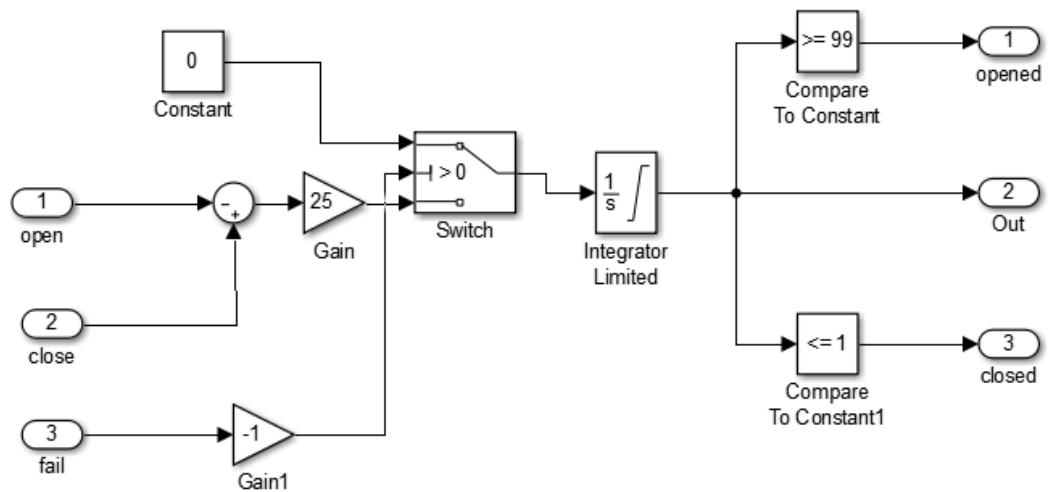 0
Constant
1
open
2
close
3
fail
-
+
25
Gain
-1
Gain1
> 0
Switch
1
s
Integrator
Limited
>= 99
Compare
To Constant
1
opened
2
Out
<= 1
Compare
To Constant1
3
closed